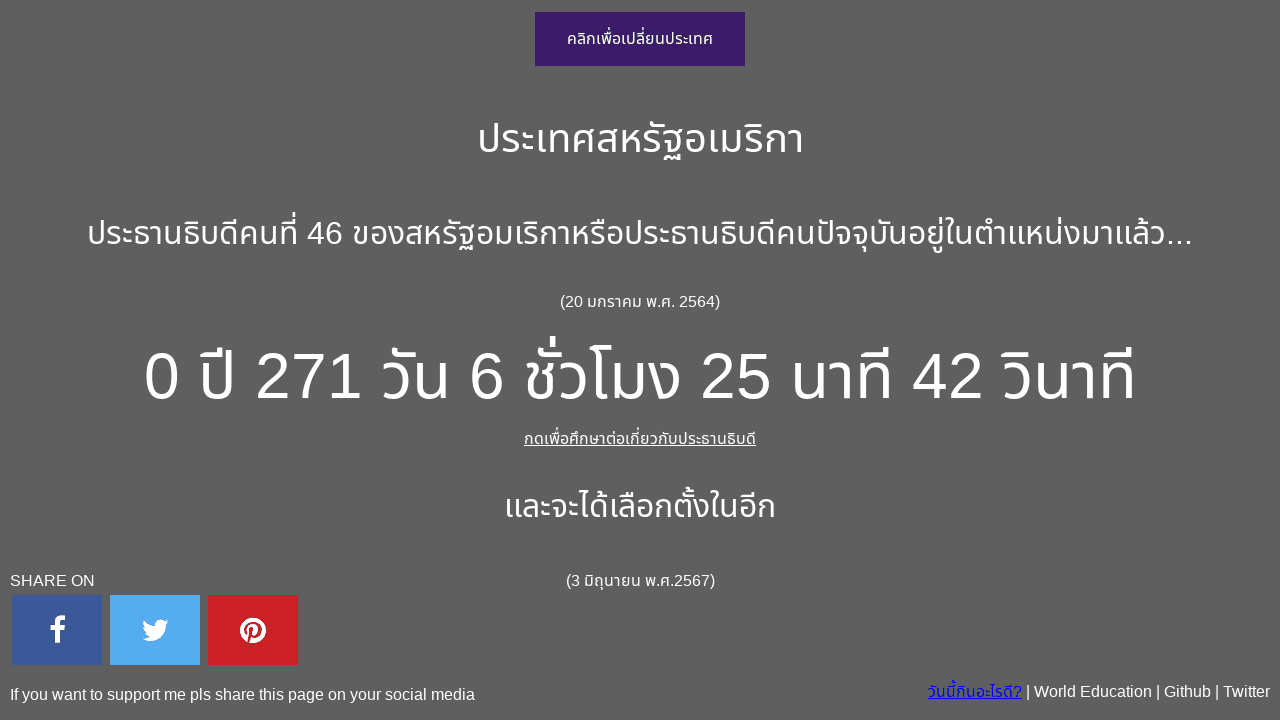 คลิกเพื่อเปลี่ยนประเทศ
ประเทศสหรัฐอเมริกา
ประธานธิบดีคนที่ 46 ของสหรัฐอมเริกาหรือประธานธิบดีคนปัจจุบันอยู่ในตำแหน่งมาแล้ว...
(20 มกราคม พ.ศ. 2564)
0 ปี 271 วัน 6 ชั่วโมง 25 นาที 42 วินาที
กดเพื่อศึกษาต่อเกี่ยวกับประธานธิบดี
และจะได้เลือกตั้งในอีก
(3 มิถุนายน พ.ศ.2567)
SHARE ON
If you want to support me pls share this page on your social media
วันนี้กินอะไรดี? | World Education | Github | Twitter